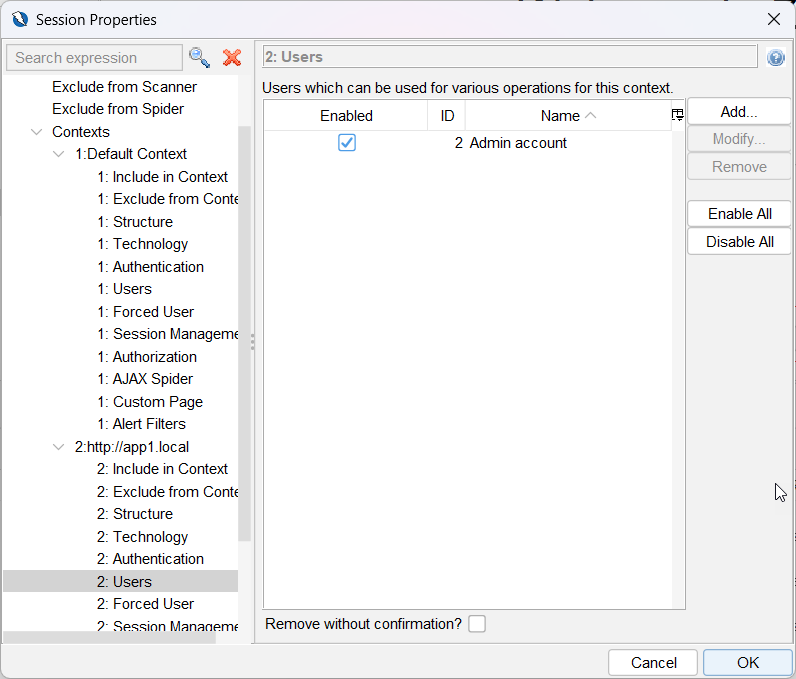 Session Properties
Search expression
Exclude from Scanner
Exclude from Spider
Contexts
1:Default Context
1: Include in Context
1: Exclude from Conte
1: Structure
1: Technology
1: Authentication
1: Users
1: Forced User
1: Session Manageme
1: Authorization
1: AJAX Spider
1: Custom Page
1: Alert Filters
2:http://app1.local
2: Include in Context
2: Exclude from Conte
2: Structure
2: Technology
2: Authentication
2: Users
2: Forced User
2: Session Manageme
2: Users
Users which can be used for various operations for this context.
Enabled ID Name
2 Admin account
Add...
Modify...
Remove
Enable All
Disable All
Remove without confirmation?
Cancel OK